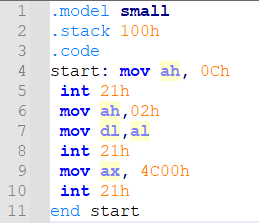 1 .model small
2 .stack 100h
3 .code
4 start: mov ah, 0Ch
5 int 21h
6 mov ah,02h
7 mov dl,al
8 int 21h
9 mov ax, 4C00h
10 int 21h
11 end start